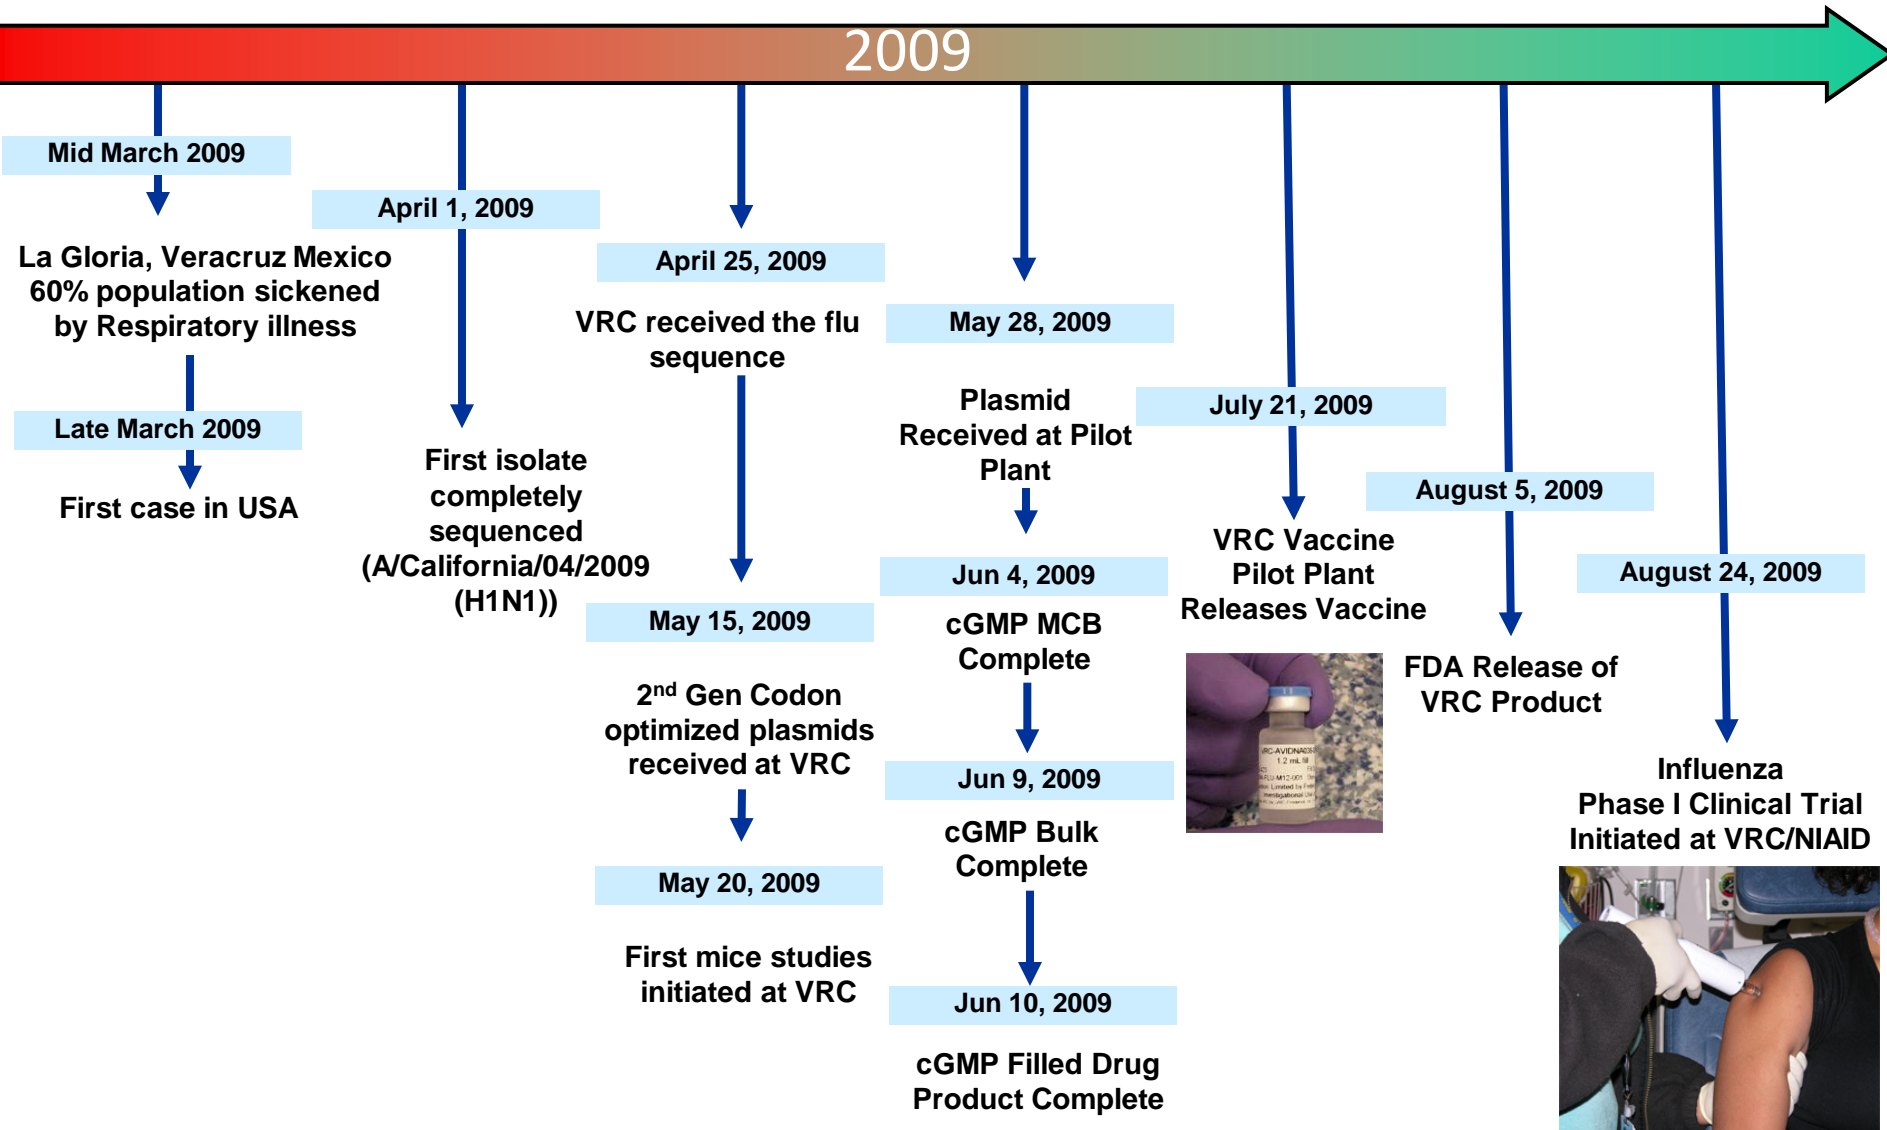 2009
Mid March 2009
La Gloria, Veracruz Mexico
60% population sickened
by Respiratory illness
Late March 2009
First case in USA
April 1, 2009
First isolate
completely
sequenced
(A/California/04/2009
(H1N1))
April 25, 2009
VRC received the flu
sequence
May 15, 2009
2nd Gen Codon
optimized plasmids
received at VRC
May 20, 2009
First mice studies
initiated at VRC
May 28, 2009
Plasmid
Received at Pilot
Plant
Jun 4, 2009
cGMP MCB
Complete
Jun 9, 2009
cGMP Bulk
Complete
Jun 10, 2009
cGMP Filled Drug
Product Complete
July 21, 2009
VRC Vaccine
Pilot Plant
Releases Vaccine
1.2 mL fill
Limited by
August 5, 2009
FDA Release of
VRC Product
August 24, 2009
Influenza
Phase I Clinical Trial
Initiated at VRC/NIAID